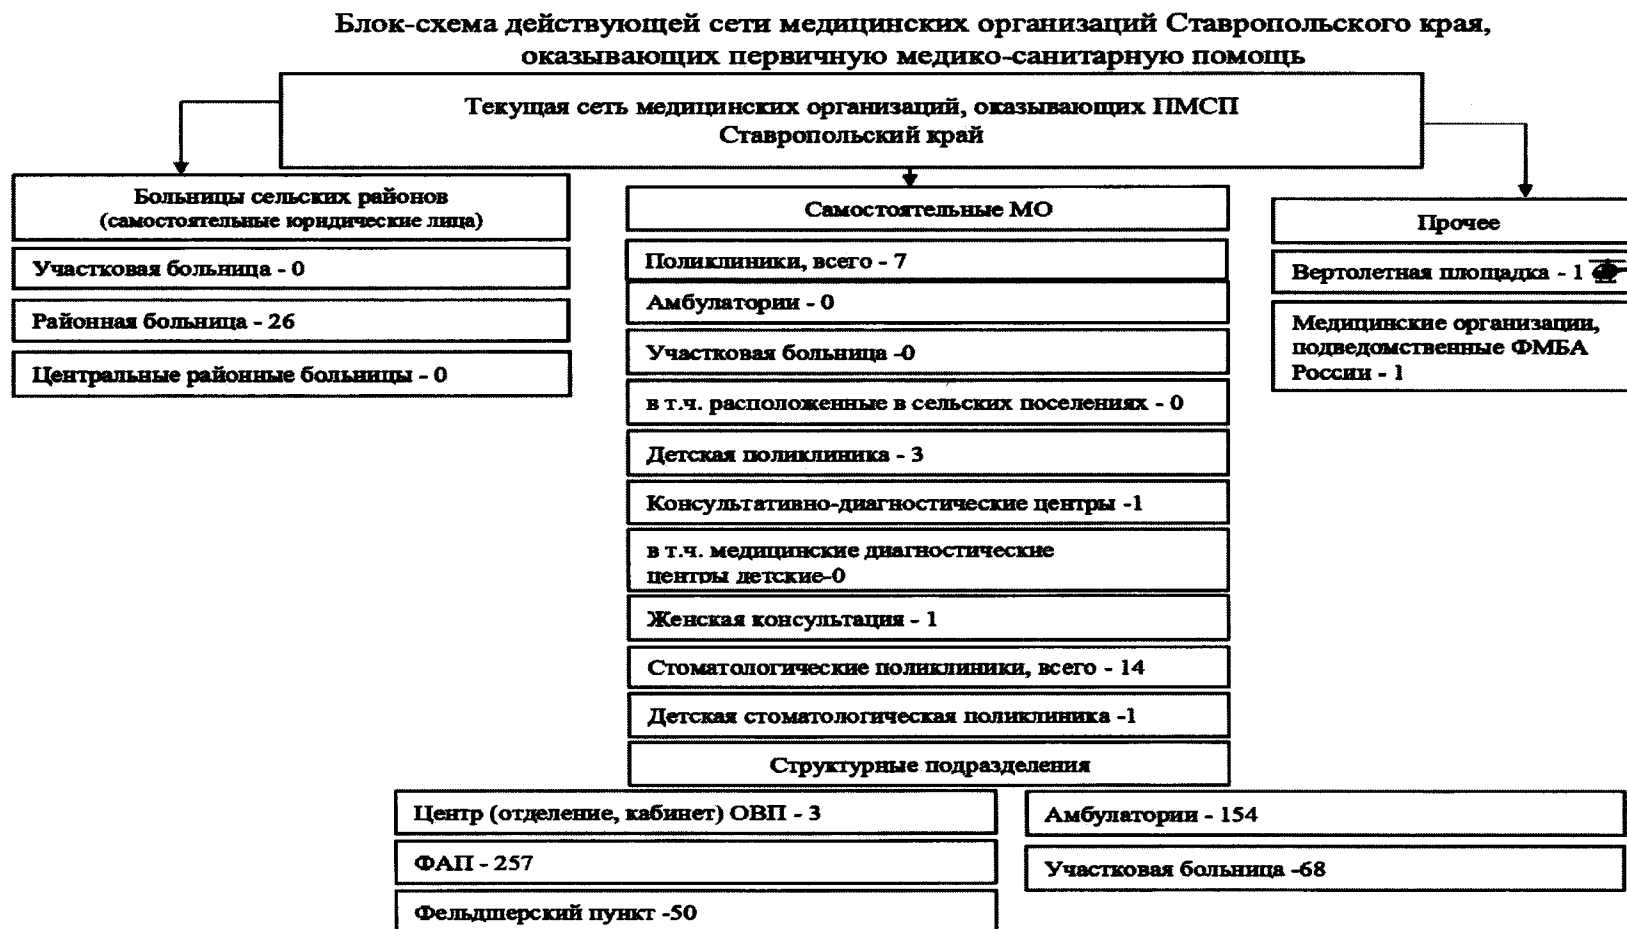 Блок-схема действующей сети медицинских организаций Ставропольского края,
оказывающих первичную медико-санитарную помощь
Текущая сеть медицинских организаций, оказывающих ПМСП
Ставропольский край
Больницы сельских районов
(самостоятельные юридические лица)
Участковая больница - 0
Районная больница - 26
Центральные районные больницы - 0
Самостоятельные МО
Поликлиники, всего - 7
Амбулатории - 0
Участковая больница -0
в т.ч. расположенные в сельских поселениях - 0
Детская поликлиника - 3
Консультативно-диагностические центры -1
в т.ч. медицинские диагностические
центры детские-0
Женская консультация - 1
Стоматологические поликлиники, всего - 14
Детская стоматологическая поликлиника -1
Прочее
Вертолетная площадка - 1
Медицинские организации,
подведомственные ФМБА
России - 1
Структурные подразделения
Центр (отделение, кабинет) ОВП - 3
ФАП - 257
Фельдшерский пункт -50
Амбулатории - 154
Участковая больница -68